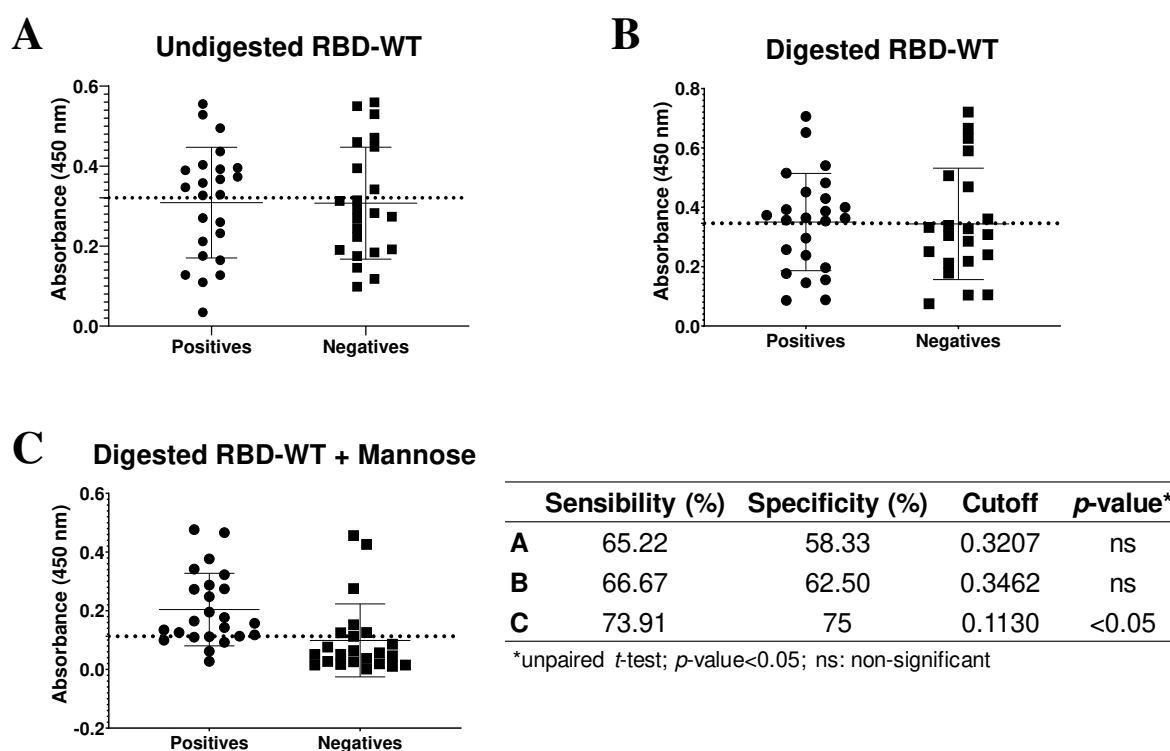 A
Undigested RBD-WT
Absorbance (450 nm)
0.6
0.4
0.2
0.0
Positives Negatives
B
Digested RBD-WT
Absorbance (450 nm)
0.8
0.6
0.4
0.2
0.0
Positives Negatives
C
Digested RBD-WT + Mannose
Absorbance (450 nm)
0.6
0.4
0.2
0.0
-0.2
Positives Negatives
Sensibility (%) Specificity (%) Cutoff p-value*
A 65.22 58.33 0.3207 ns
B 66.67 62.50 0.3462 ns
C 73.91 75 0.1130 <0.05
*unpaired t-test; p-value<0.05; ns: non-significant